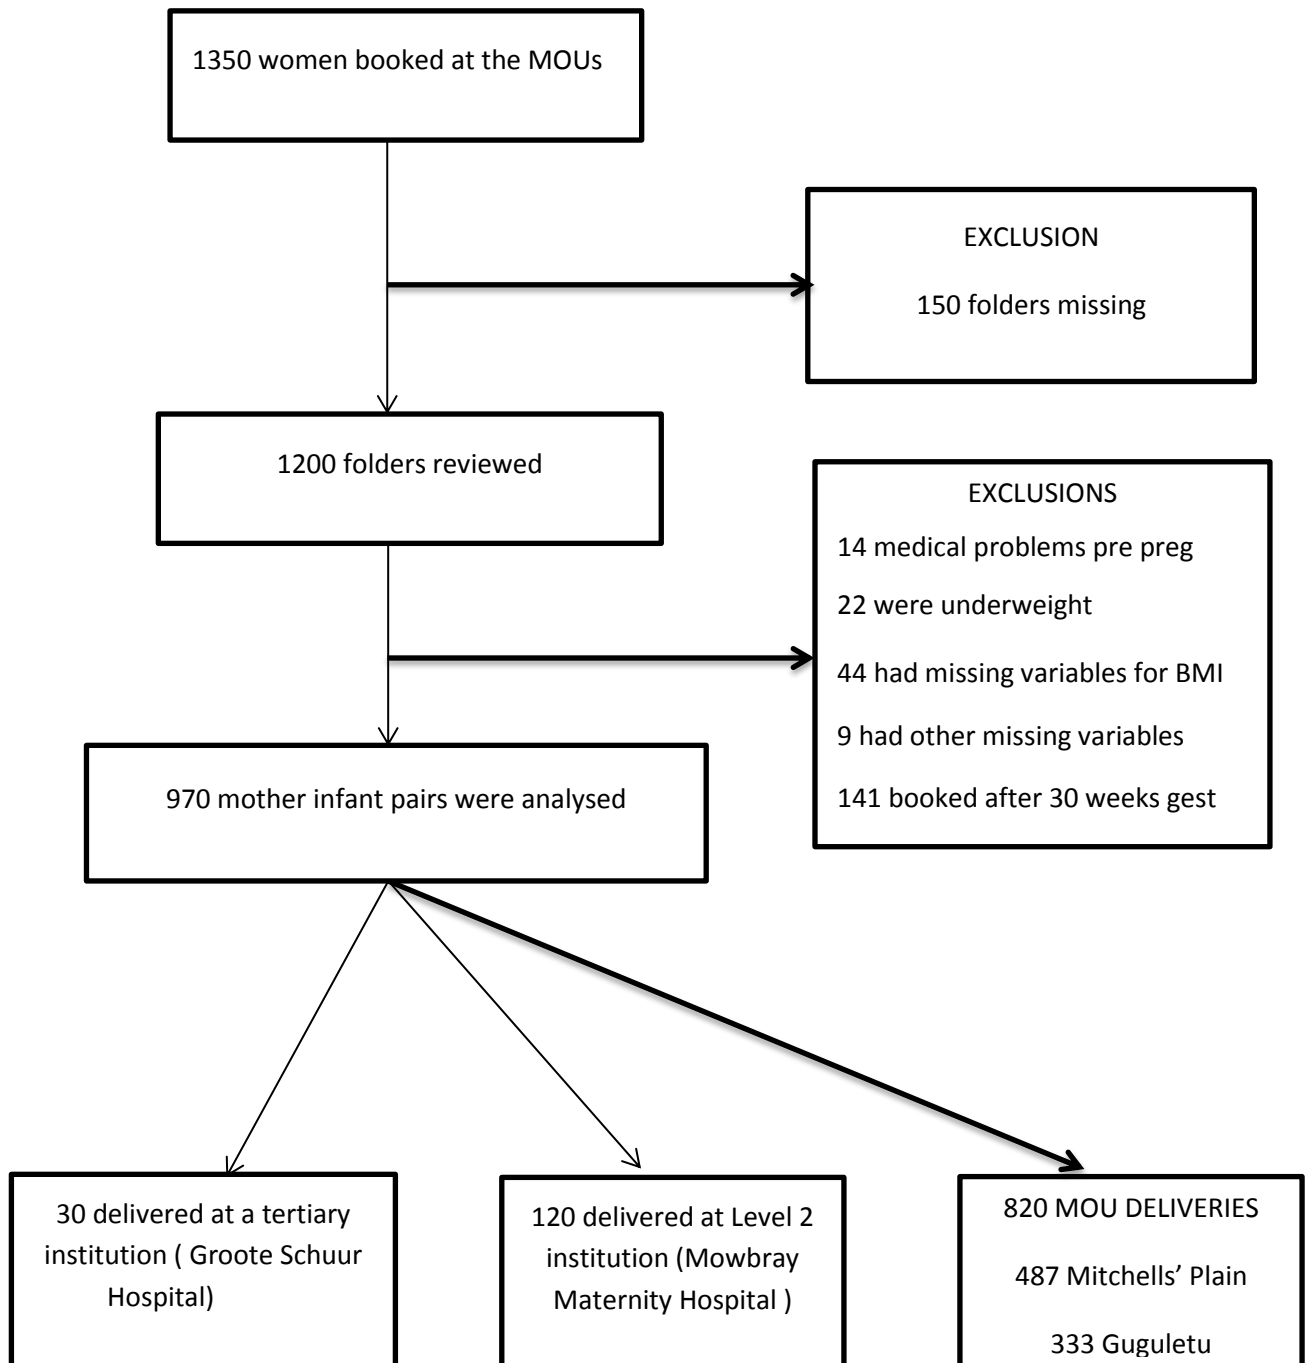 1350 women booked at the MOUs
EXCLUSION
150 folders missing
1200 folders reviewed
EXCLUSIONS
14 medical problems pre preg
22 were underweight
44 had missing variables for BMI
9 had other missing variables
141 booked after 30 weeks gest
970 mother infant pairs were analysed
30 delivered at a tertiary
institution ( Groote Schuur
Hospital)
120 delivered at Level 2
institution (Mowbray
Maternity Hospital )
820 MOU DELIVERIES
487 Mitchells’ Plain
333 Guguletu